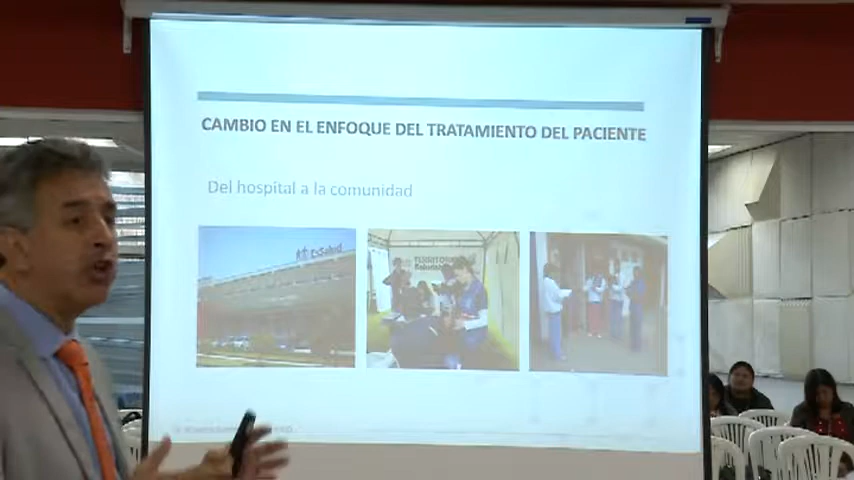 CAMBIO EN EL ENFOQUE DEL TRATAMIENTO DEL PACIENTE
Del hospital a la comunidad
EsSalud